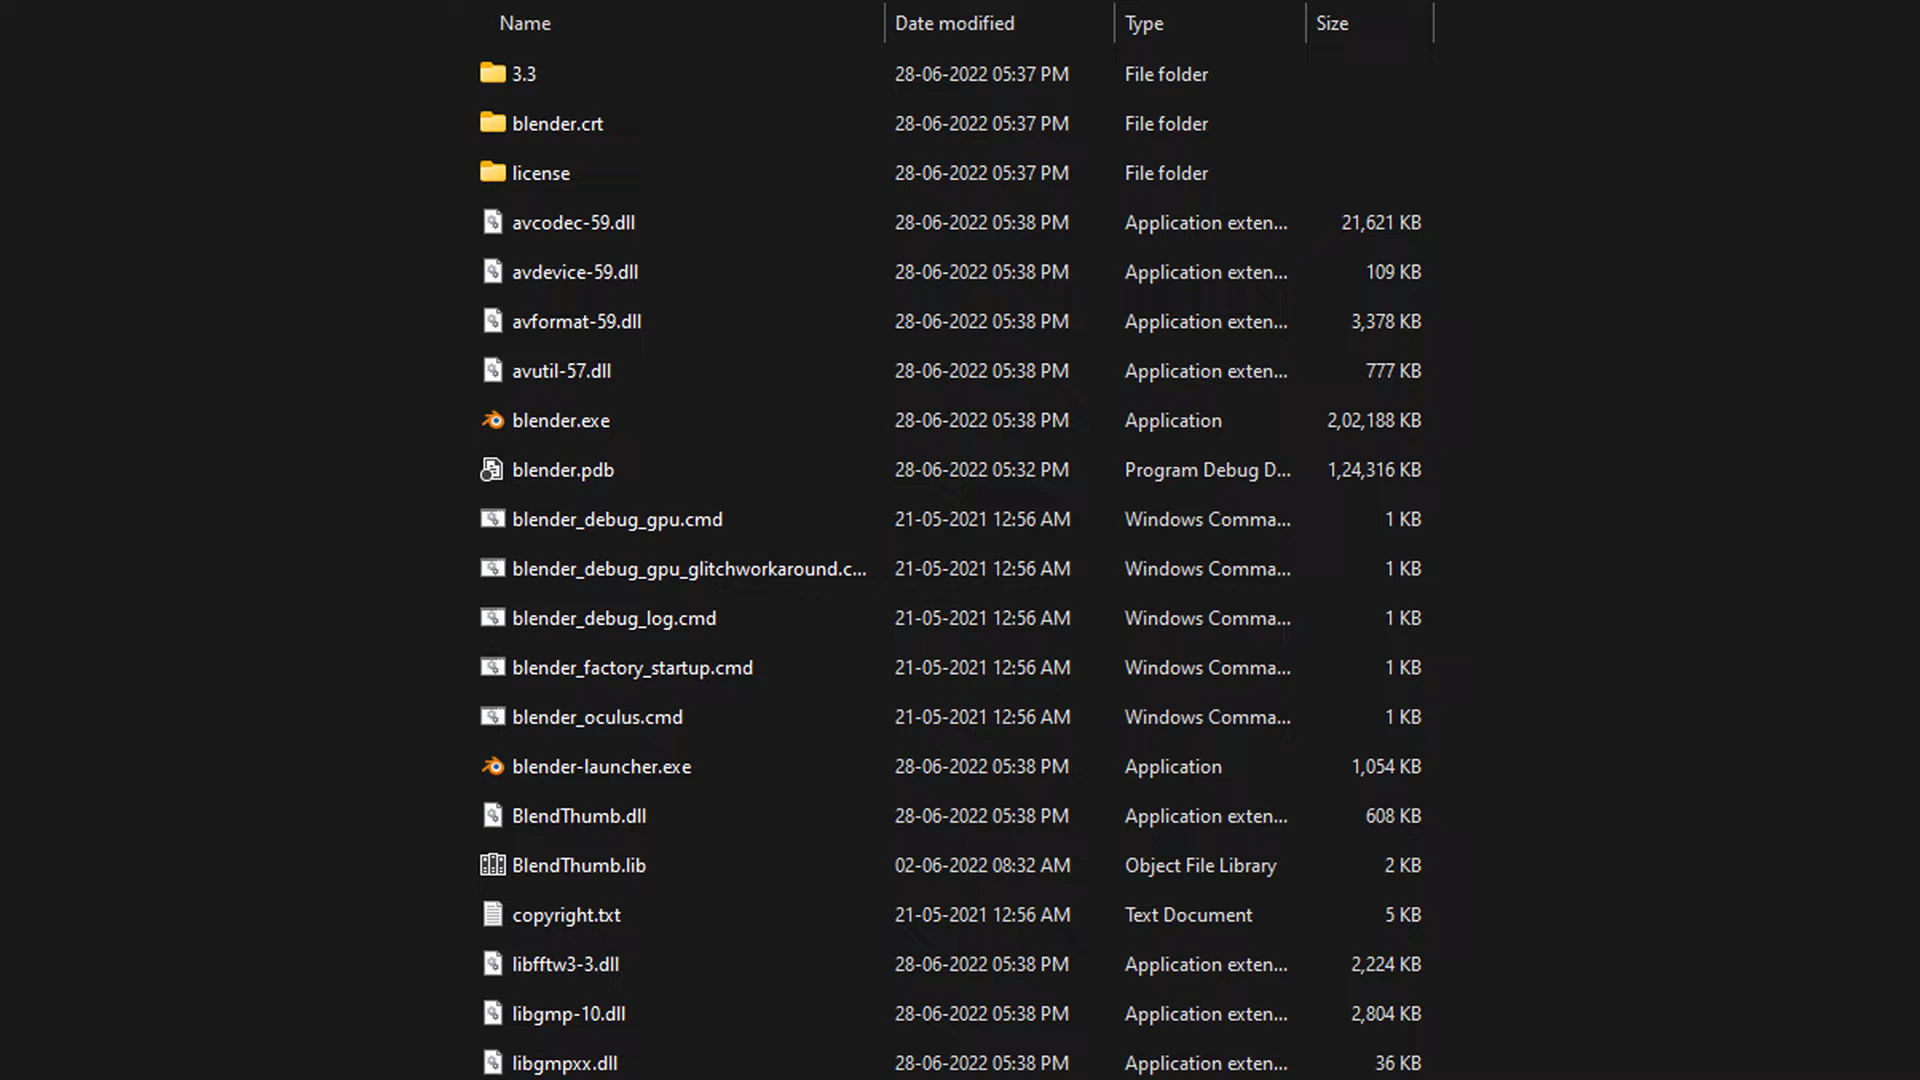 Name Date modified Type Size
3.3 28-06-2022 05:37 PM File folder
blender.crt 28-06-2022 05:37 PM File folder
license 28-06-2022 05:37 PM File folder
avcodec-59.dll 28-06-2022 05:38 PM Application exten... 21,621 KB
avdevice-59.dll 28-06-2022 05:38 PM Application exten... 109 KB
avformat-59.dll 28-06-2022 05:38 PM Application exten... 3,378 KB
avutil-57.dll 28-06-2022 05:38 PM Application exten... 777 KB
blender.exe 28-06-2022 05:38 PM Application 2,02,188 KB
blender.pdb 28-06-2022 05:32 PM Program Debug D... 1,24,316 KB
blender_debug_gpu.cmd 21-05-2021 12:56 AM Windows Comma... 1 KB
blender_debug_gpu_glitchworkaround.c... 21-05-2021 12:56 AM Windows Comma... 1 KB
blender_debug_log.cmd 21-05-2021 12:56 AM Windows Comma... 1 KB
blender_factory_startup.cmd 21-05-2021 12:56 AM Windows Comma... 1 KB
blender_oculus.cmd 21-05-2021 12:56 AM Windows Comma... 1 KB
blender-launcher.exe 28-06-2022 05:38 PM Application 1,054 KB
BlendThumb.dll 28-06-2022 05:38 PM Application exten... 608 KB
BlendThumb.lib 02-06-2022 08:32 AM Object File Library 2 KB
copyright.txt 21-05-2021 12:56 AM Text Document 5 KB
libfftw3-3.dll 28-06-2022 05:38 PM Application exten... 2,224 KB
libgmp-10.dll 28-06-2022 05:38 PM Application exten... 2,804 KB
libgmpxx.dll 28-06-2022 05:38 PM Application exten... 36 KB